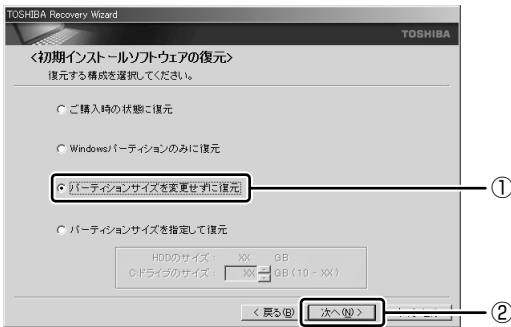 TOSHIBA Recovery Wizard
TOSHIBA
<初期インストールソフトウェアの復元>
復元する構成を選択してください。
ご購入時の状態に復元
Windowsパーティションのみに復元
パーティションサイズを変更せずに復元
①
パーティションサイズを指定して復元
HDDのサイズ： XX GB
C:ドライブのサイズ： XX GB (10 - XX)
< 戻る(B)
次へ(N) >
②